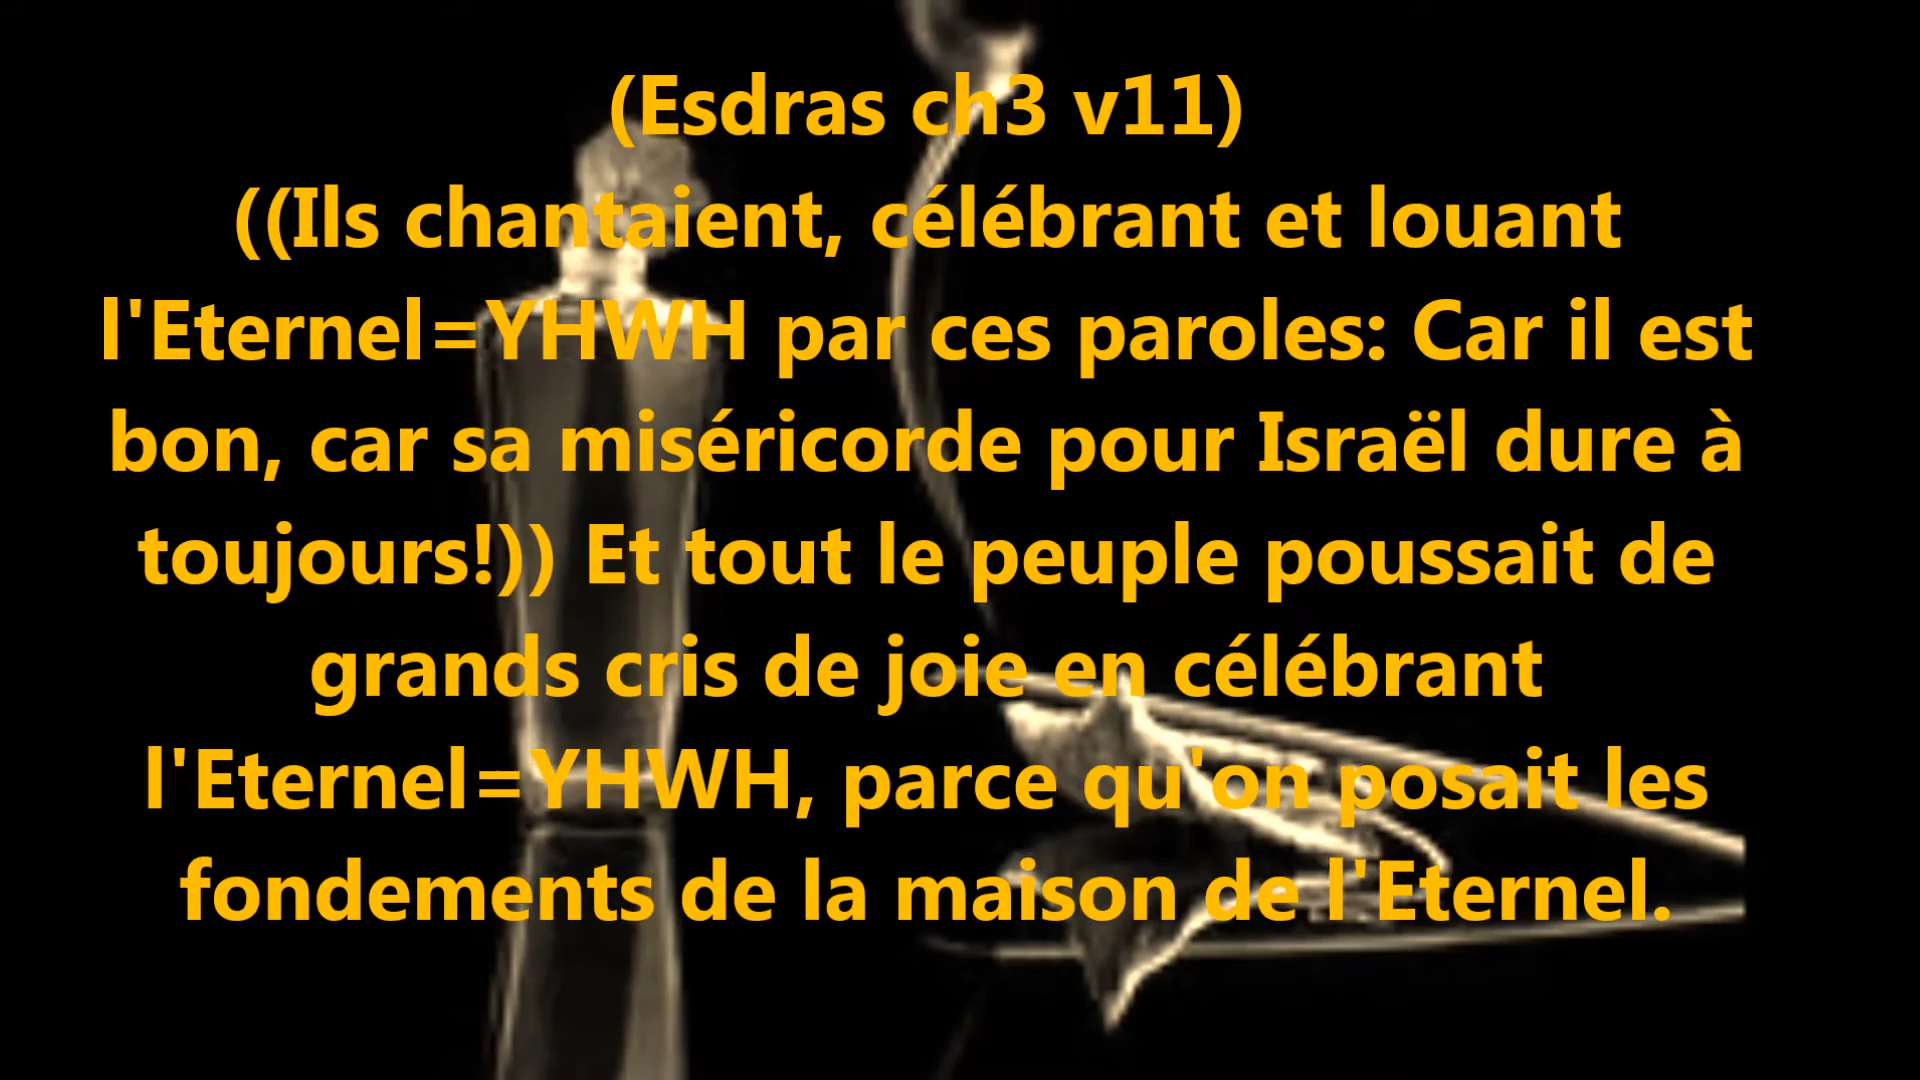 (Esdras ch3 v11)
((Ils chantaient, célébrant et louant
l'Eternel=YHWH par ces paroles: Car il est
bon, car sa miséricorde pour Israël dure à
toujours!)) Et tout le peuple poussait de
grands cris de joie en célébrant
l'Eternel=YHWH, parce qu'on posait les
fondements de la maison de l'Eternel.